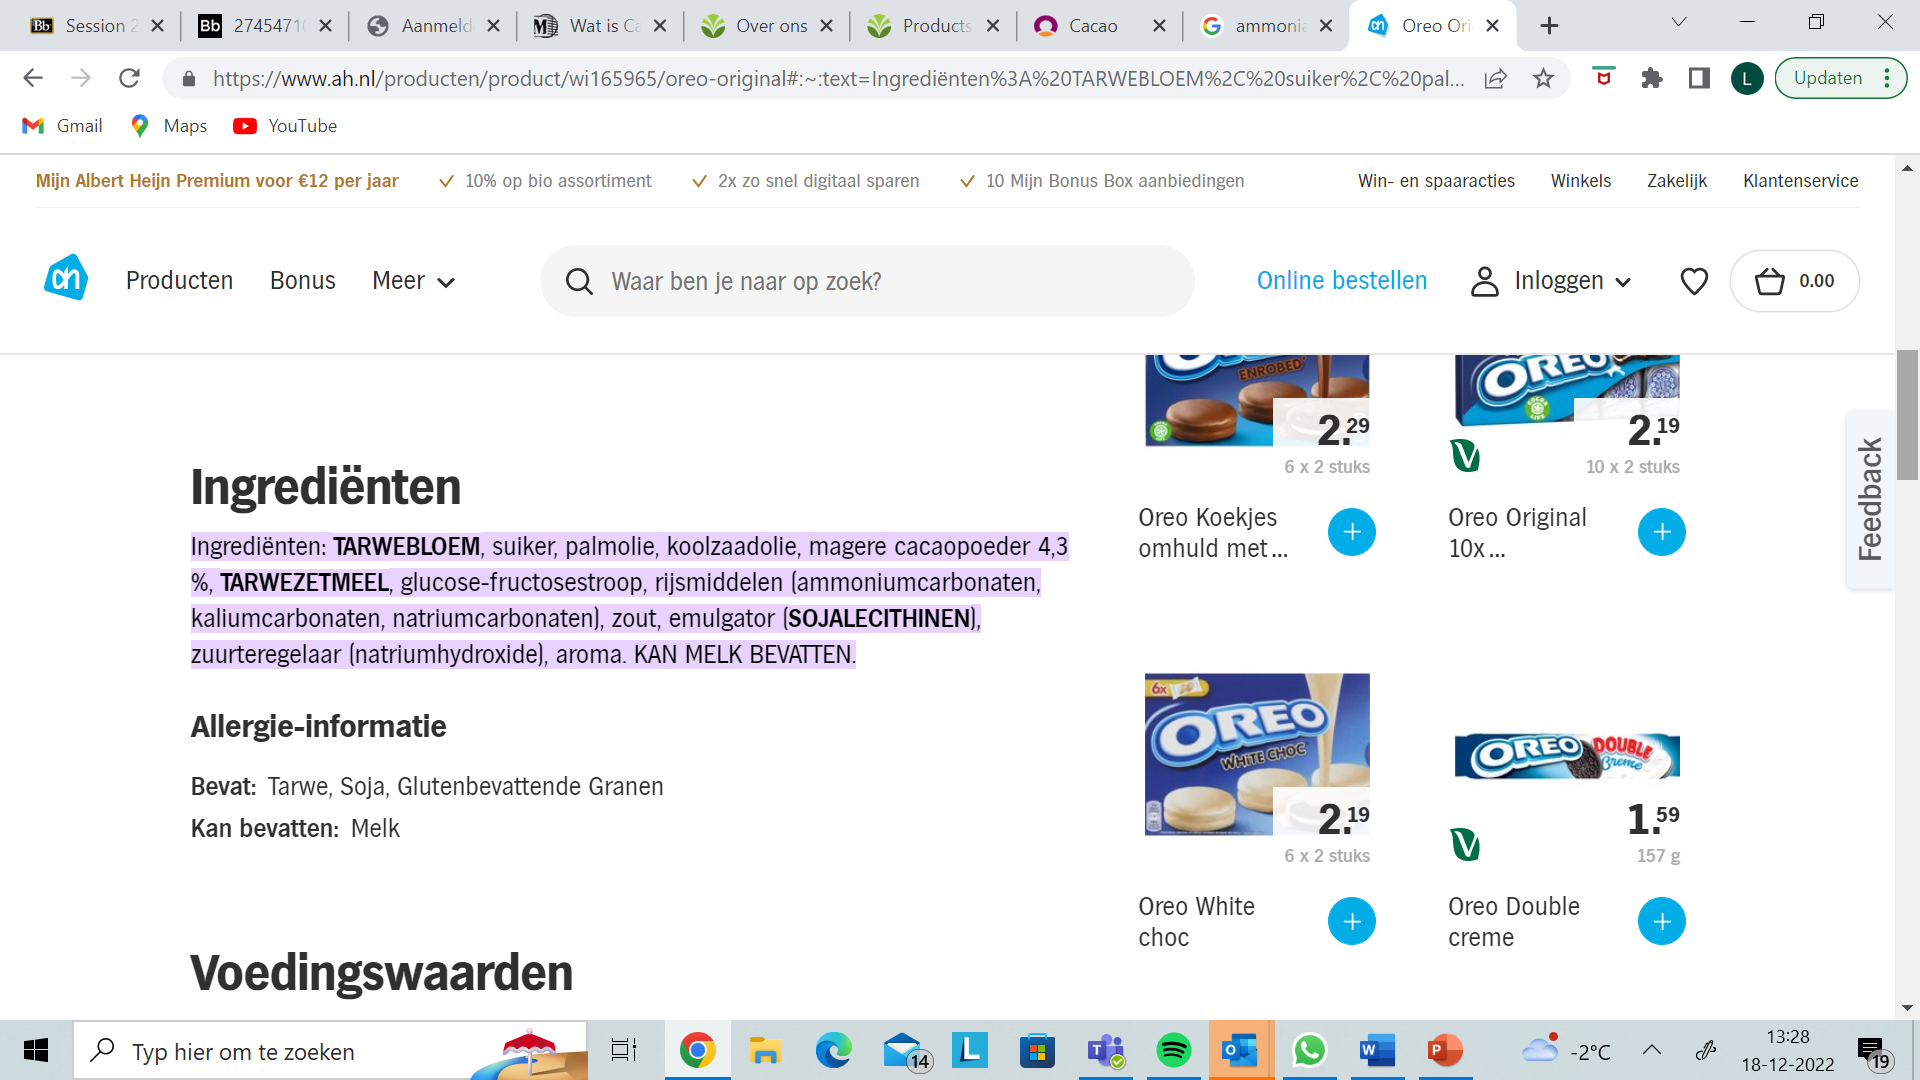 Session 2
27454710
Aanmeld
Wat is Ca
Over ons
Products
Cacao
ammonia
Oreo Ori
https://www.ah.nl/producten/product/wi165965/oreo-original#:~:text=Ingrediënten%3A%20TARWEBLOEM%2C%20suiker%2C%20pal...
L
Updaten
Gmail
Maps
YouTube
Mijn Albert Heijn Premium voor €12 per jaar
10% op bio assortiment
2x zo snel digitaal sparen
10 Mijn Bonus Box aanbiedingen
Win- en spaaracties
Winkels
Zakelijk
Klantenservice
ah
Producten
Bonus
Meer
Waar ben je naar op zoek?
Online bestellen
Inloggen
0.00
Ingrediënten
Ingrediënten: TARWEBLOEM, suiker, palmolie, koolzaadolie, magere cacaopoeder 4,3
%, TARWEZETMEEL, glucose-fructosestroop, rijsmiddelen (ammoniumcarbonaten,
kaliumcarbonaten, natriumcarbonaten), zout, emulgator (SOJALECITHINEN),
zuurteregelaar (natriumhydroxide), aroma. KAN MELK BEVATTEN.
Allergie-informatie
Bevat: Tarwe, Soja, Glutenbevattende Granen
Kan bevatten: Melk
Voedingswaarden
ENROBED
2.29
6 x 2 stuks
Oreo Koekjes
omhuld met ...
OREO
2.19
10 x 2 stuks
Oreo Original
10x ...
6x
OREO
WHITE CHOC
2.19
6 x 2 stuks
Oreo White
choc
OREO DOUBLE
Creme
1.59
157 g
Oreo Double
creme
Feedback
Typ hier om te zoeken
14
-2°C
13:28
18-12-2022
19